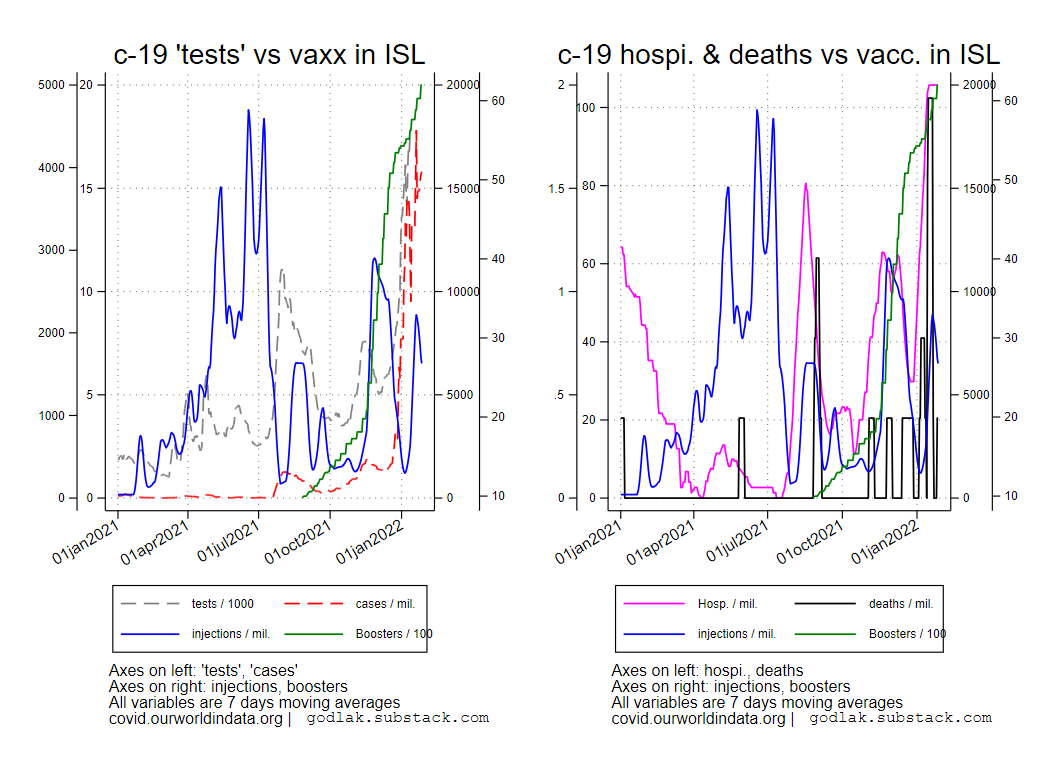 c-19 'tests' vs vaxx in ISL
5000 20 20000
60
4000
15 15000 50
3000
40
10 10000
2000
30
5 5000
1000
20
0 0 0 10
01jan2021 01apr2021 01jul2021 01oct2021 01jan2022
tests / 1000 cases / mil.
injections / mil. Boosters / 100
Axes on left: 'tests', 'cases'
Axes on right: injections, boosters
All variables are 7 days moving averages
covid.ourworldindata.org | godlak.substack.com
c-19 hospi. & deaths vs vacc. in ISL
2 20000
100 60
1.5 80 15000 50
1 60 10000 40
40 30
.5 5000
20 20
0 0 0 10
01jan2021 01apr2021 01jul2021 01oct2021 01jan2022
Hosp. / mil. deaths / mil.
injections / mil. Boosters / 100
Axes on left: hospi., deaths
Axes on right: injections, boosters
All variables are 7 days moving averages
covid.ourworldindata.org | godlak.substack.com